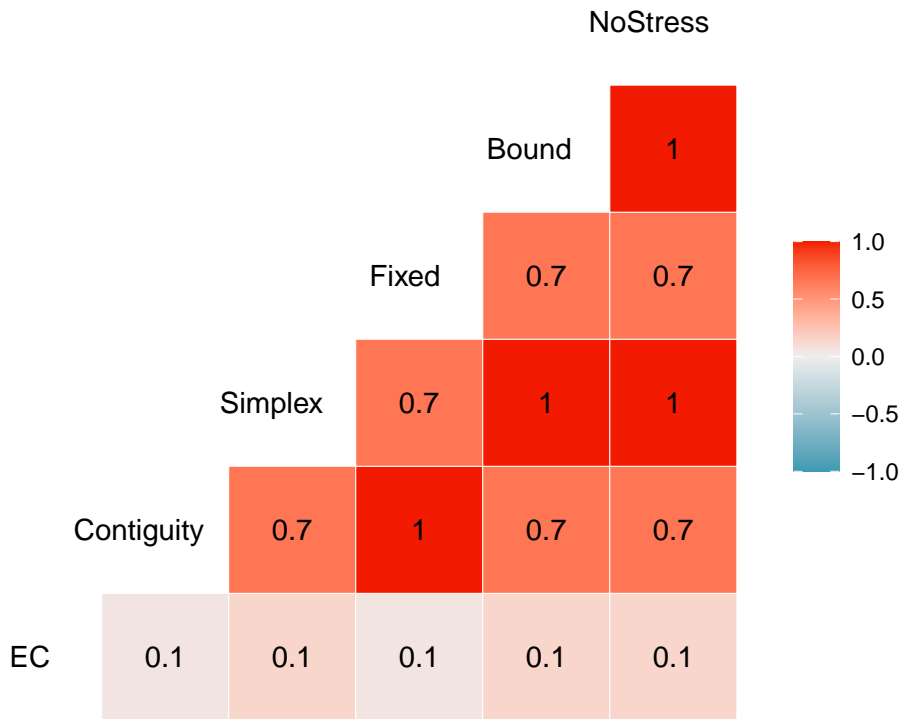 NoStress
Bound 1
Fixed 0.7 0.7
Simplex 0.7 1 1
Contiguity 0.7 1 0.7 0.7
EC 0.1 0.1 0.1 0.1 0.1
1.0
0.5
0.0
−0.5
−1.0